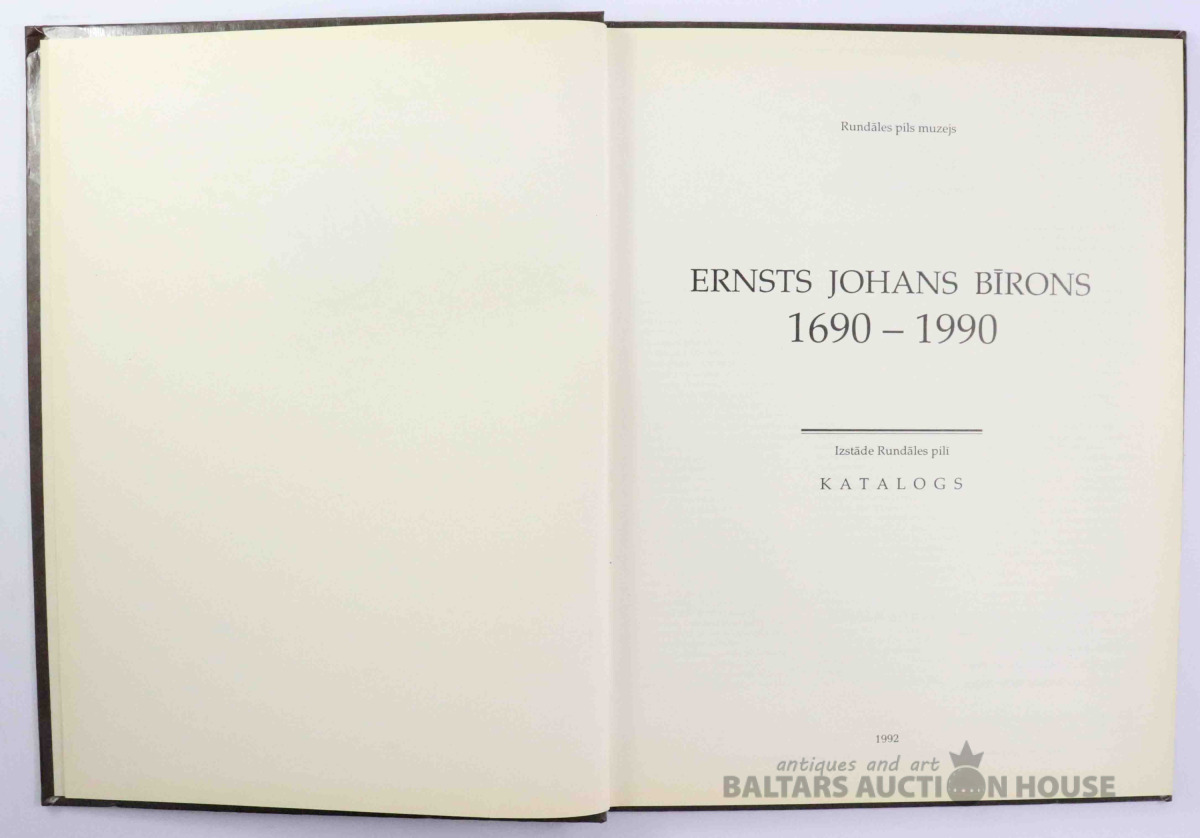 Rundāles pils muzejs
ERNSTS JOHANS BĪRONS
1690 – 1990
Izstāde Rundāles pilī
KATALOGS
1992
antiques and art
BALTARS AUCTION HOUSE